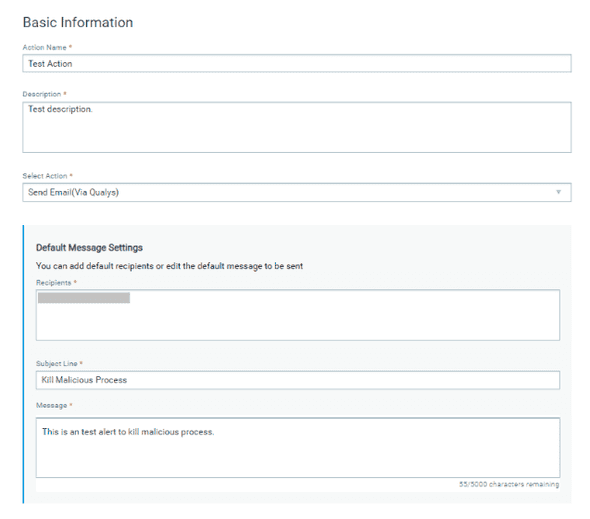 Basic Information
Action Name *
Test Action
Description *
Test description.
Select Action *
Send Email(Via Qualys)
Default Message Settings
You can add default recipients or edit the default message to be sent
Recipients *
Subject Line *
Kill Malicious Process
Message *
This is an test alert to kill malicious process.
55/5000 characters remaining